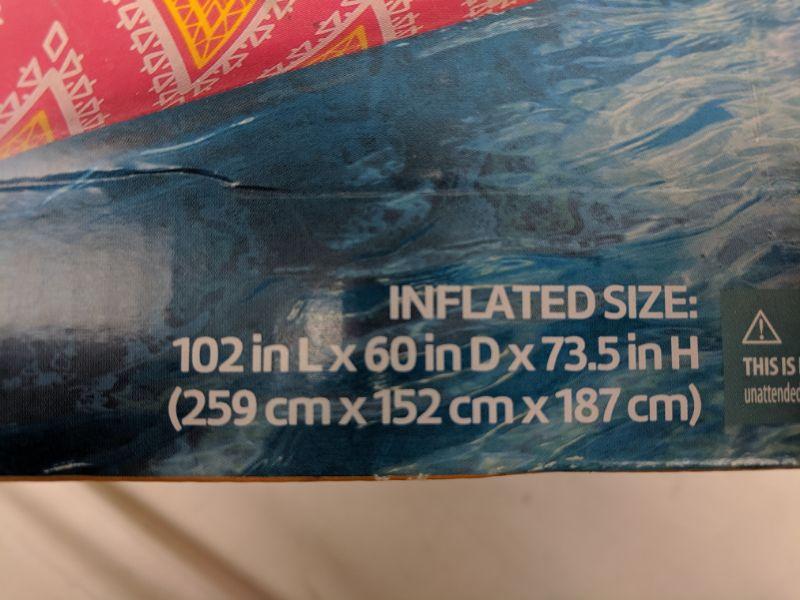 INFLATED SIZE:
102 in L x 60 in D x 73.5 in H
(259 cm x 152 cm x 187 cm)
THIS IS
unattended